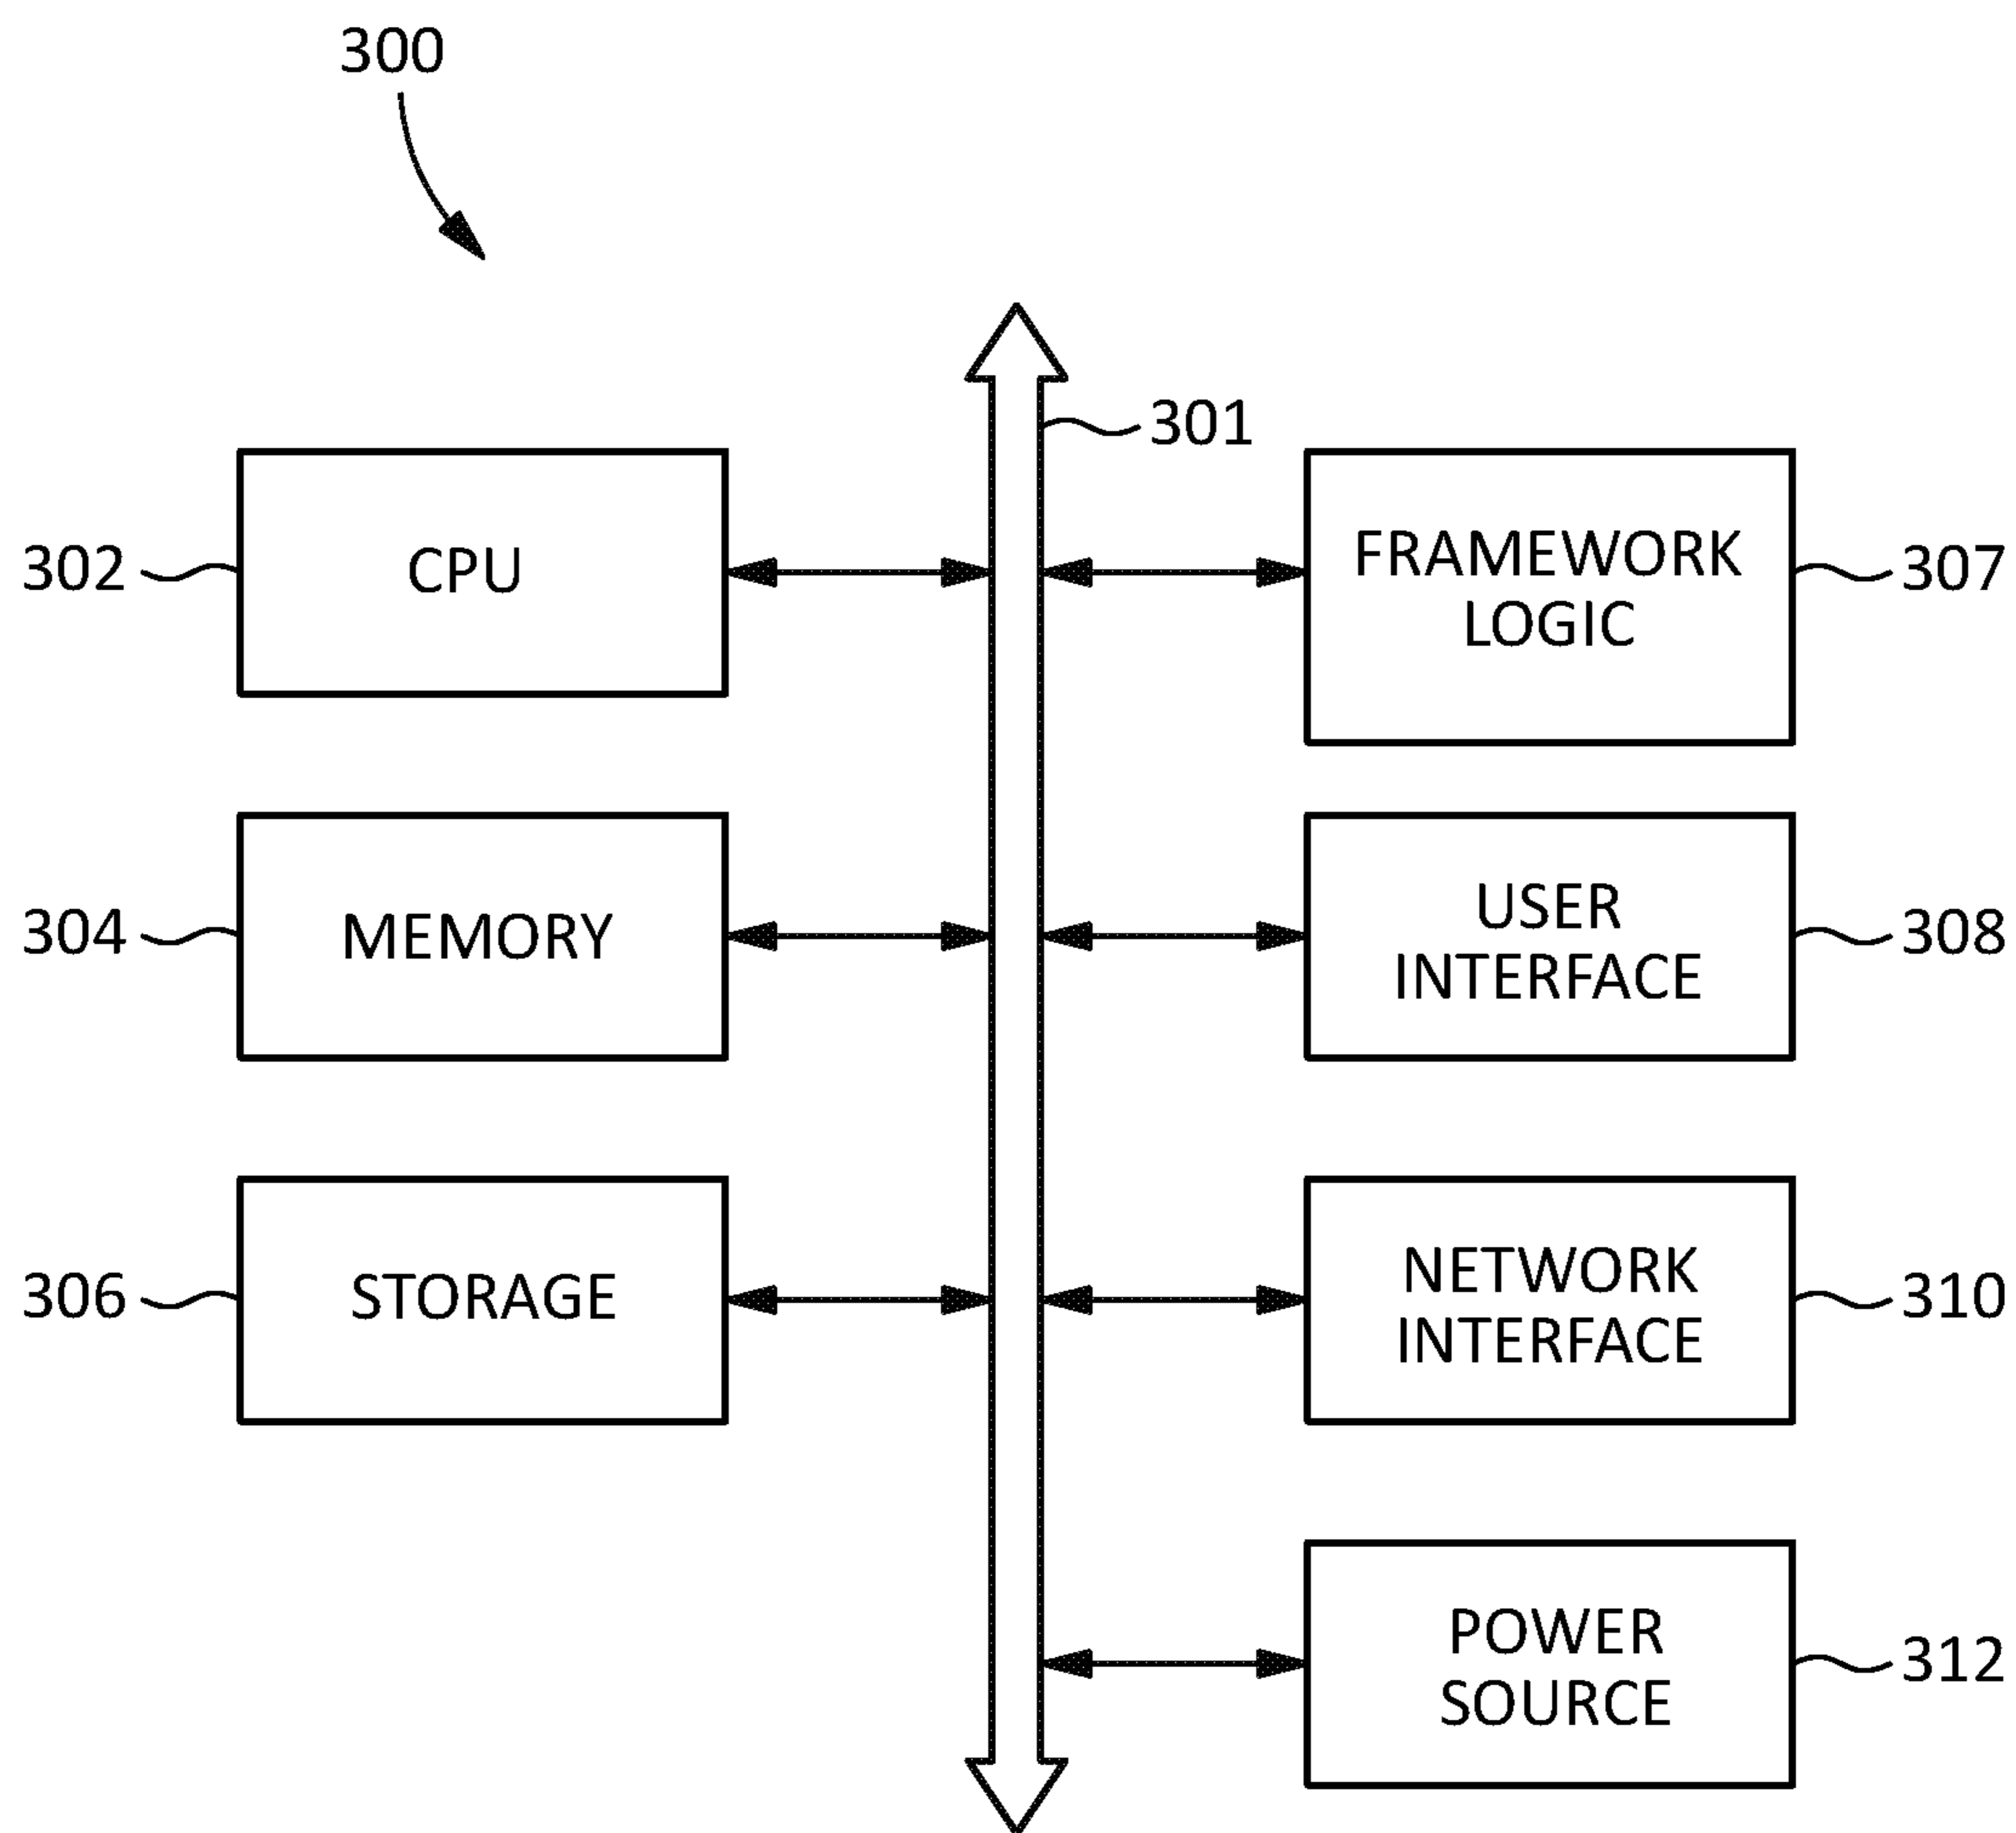 300
301
302
CPU
FRAMEWORK
LOGIC
307
304
MEMORY
USER
INTERFACE
308
306
STORAGE
NETWORK
INTERFACE
310
POWER
SOURCE
312